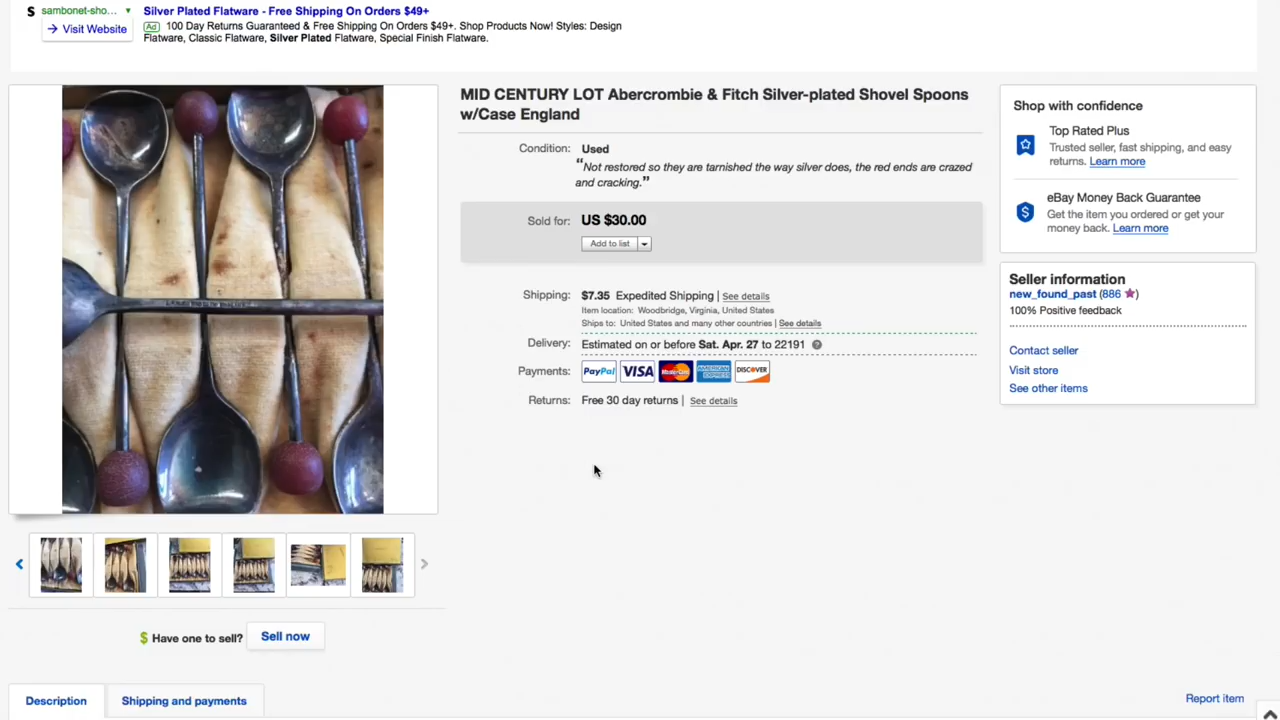 S sambonet-sho... Silver Plated Flatware - Free Shipping On Orders $49+
Visit Website
Ad 100 Day Returns Guaranteed & Free Shipping On Orders $49+. Shop Products Now! Styles: Design
Flatware, Classic Flatware, Silver Plated Flatware, Special Finish Flatware.
MID CENTURY LOT Abercrombie & Fitch Silver-plated Shovel Spoons
w/Case England
Condition: Used
“Not restored so they are tarnished the way silver does, the red ends are crazed
and cracking.”
Sold for: US $30.00
Add to list
Shipping: $7.35 Expedited Shipping | See details
Item location: Woodbridge, Virginia, United States
Ships to: United States and many other countries | See details
Delivery: Estimated on or before Sat. Apr. 27 to 22191
Payments: PayPal VISA MasterCard AMERICAN EXPRESS DISCOVER
Returns: Free 30 day returns | See details
Shop with confidence
Top Rated Plus
Trusted seller, fast shipping, and easy
returns. Learn more
eBay Money Back Guarantee
Get the item you ordered or get your
money back. Learn more
Seller information
new_found_past (886)
100% Positive feedback
Contact seller
Visit store
See other items
$ Have one to sell? Sell now
Description Shipping and payments
Report item